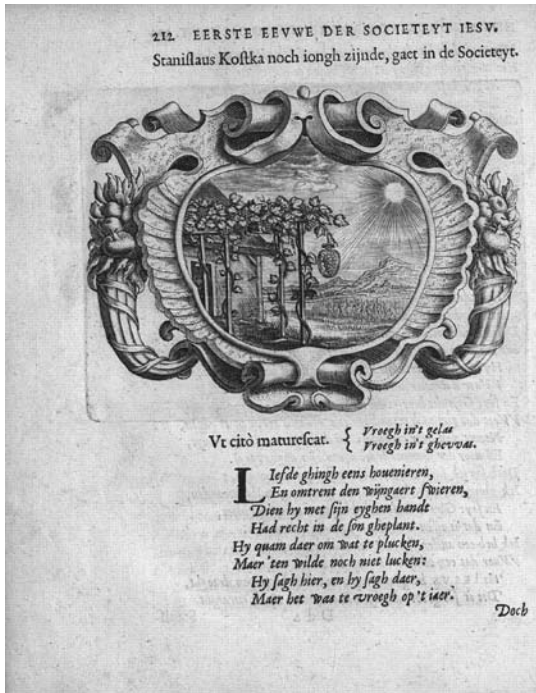 212 EERSTE EEVWE DER SOCIETEYT IESV.
Stanislaus Kostka noch iongh zijnde, gaet in de Societeyt.
Vt citò maturescat. { Vroegh in't gelas
Vroegh in't ghevvas.
LIefde ghingh eens houenieren,
En omtrent den wijngaert swieren,
Dien hy met sijn eyghen handt
Had recht in de son gheplant.
Hy quam daer om wat te plucken,
Maer 'ten wilde noch niet lucken:
Hy sagh hier, en hy sagh daer,
Maer het was te vroegh op 't iaer.
Doch